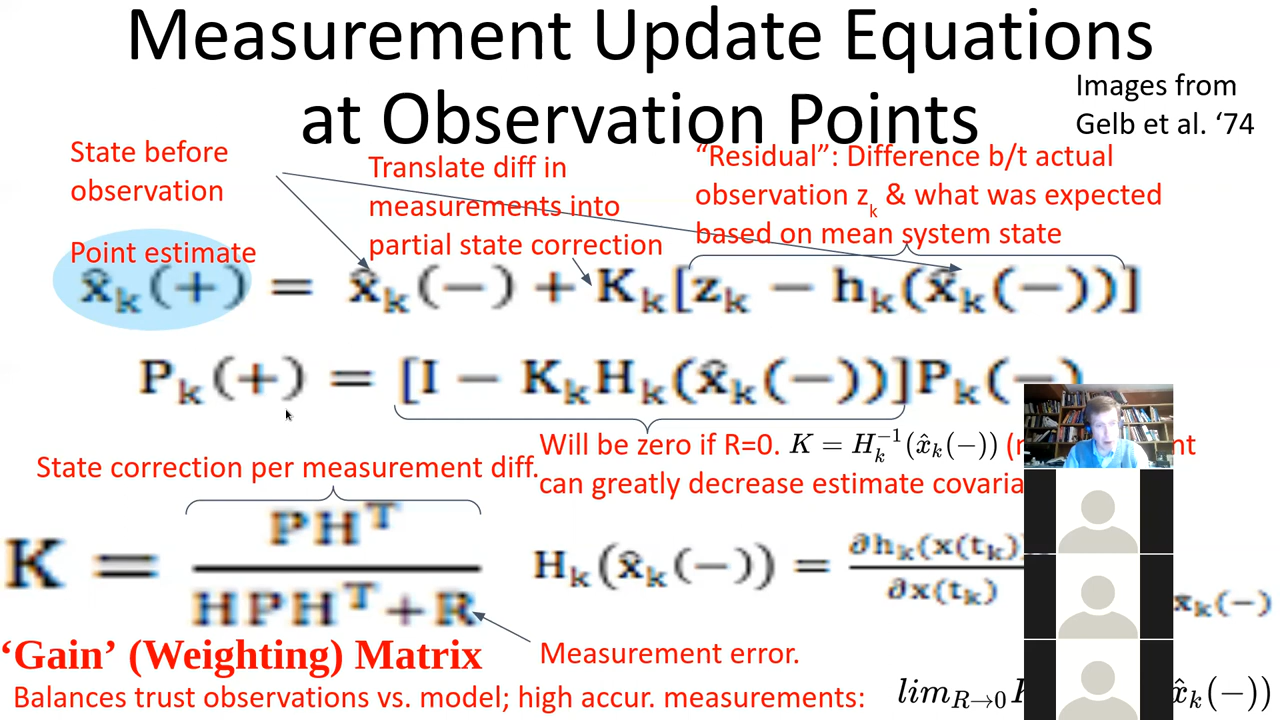 Measurement Update Equations
at Observation Points
Images from
Gelb et al. ‘74
State before
observation
Translate diff in
measurements into
partial state correction
“Residual”: Difference b/t actual
observation z_k & what was expected
based on mean system state
Point estimate
x̂_k(+) = x̂_k(−) + K_k[z_k − h_k(x̂_k(−))]
P_k(+) = [I − K_kH_k(x̂_k(−))]P_k(−)
Will be zero if R=0. K = H_k^{-1}(x̂_k(−))
can greatly decrease estimate
State correction per measurement diff.
K = PH^T / HPH^T+R
H_k(x̂_k(−)) = ∂h_k(x(t_k)) / ∂x(t_k)
x̂_k(−)
‘Gain’ (Weighting) Matrix
Measurement error.
Balances trust observations vs. model; high accur. measurements:
lim_{R→0} x̂_k(−))